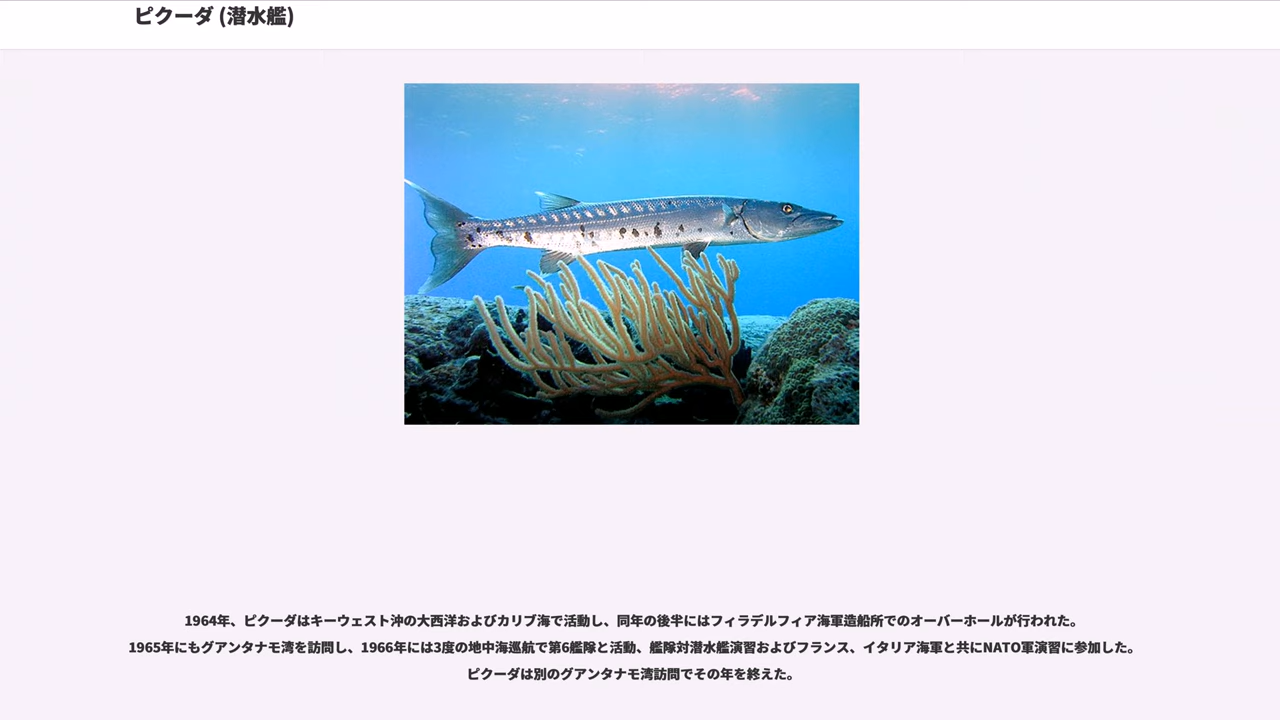 ピクーダ (潜水艦)
1964年、ピクーダはキーウェスト沖の大西洋およびカリブ海で活動し、同年の後半にはフィラデルフィア海軍造船所でのオーバーホールが行われた。
1965年にもグアンタナモ湾を訪問し、1966年には3度の地中海巡航で第6艦隊と活動、艦隊対潜水艦演習およびフランス、イタリア海軍と共にNATO軍演習に参加した。
ピクーダは別のグアンタナモ湾訪問でその年を終えた。